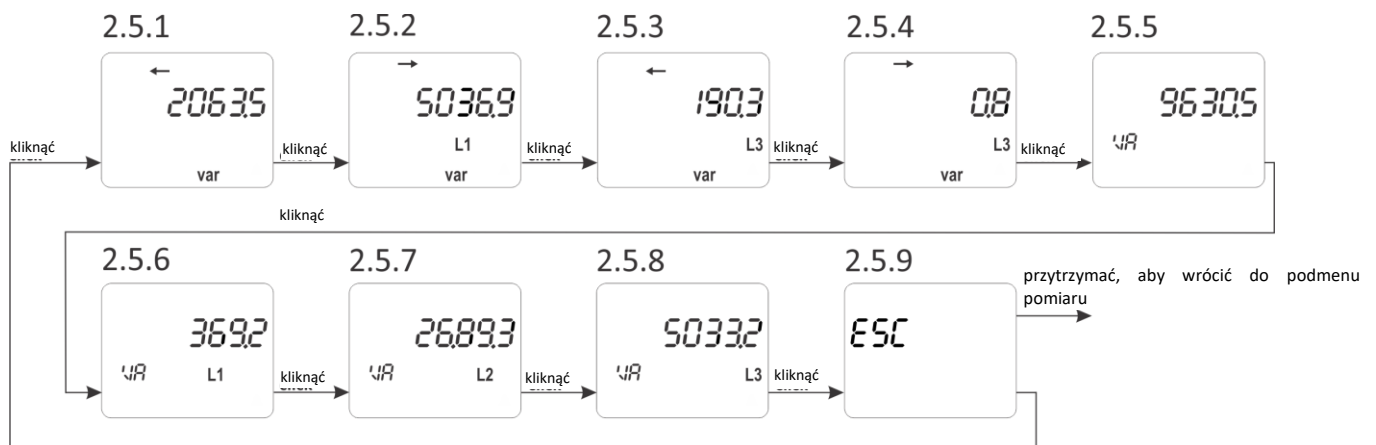 2.5.1 2.5.2 2.5.3 2.5.4 2.5.5
← → ← →
2063.5 5036.9 190.3 0.8 9630.5
kliknąć L1 L3 L3 VA
kliknąć kliknąć kliknąć kliknąć
var var var var
kliknąć
2.5.6 2.5.7 2.5.8 2.5.9
przytrzymać, aby wrócić do podmenu
pomiaru
369.2 2689.3 5033.2 ESC
VA L1 kliknąć VA L2 kliknąć VA L3 kliknąć